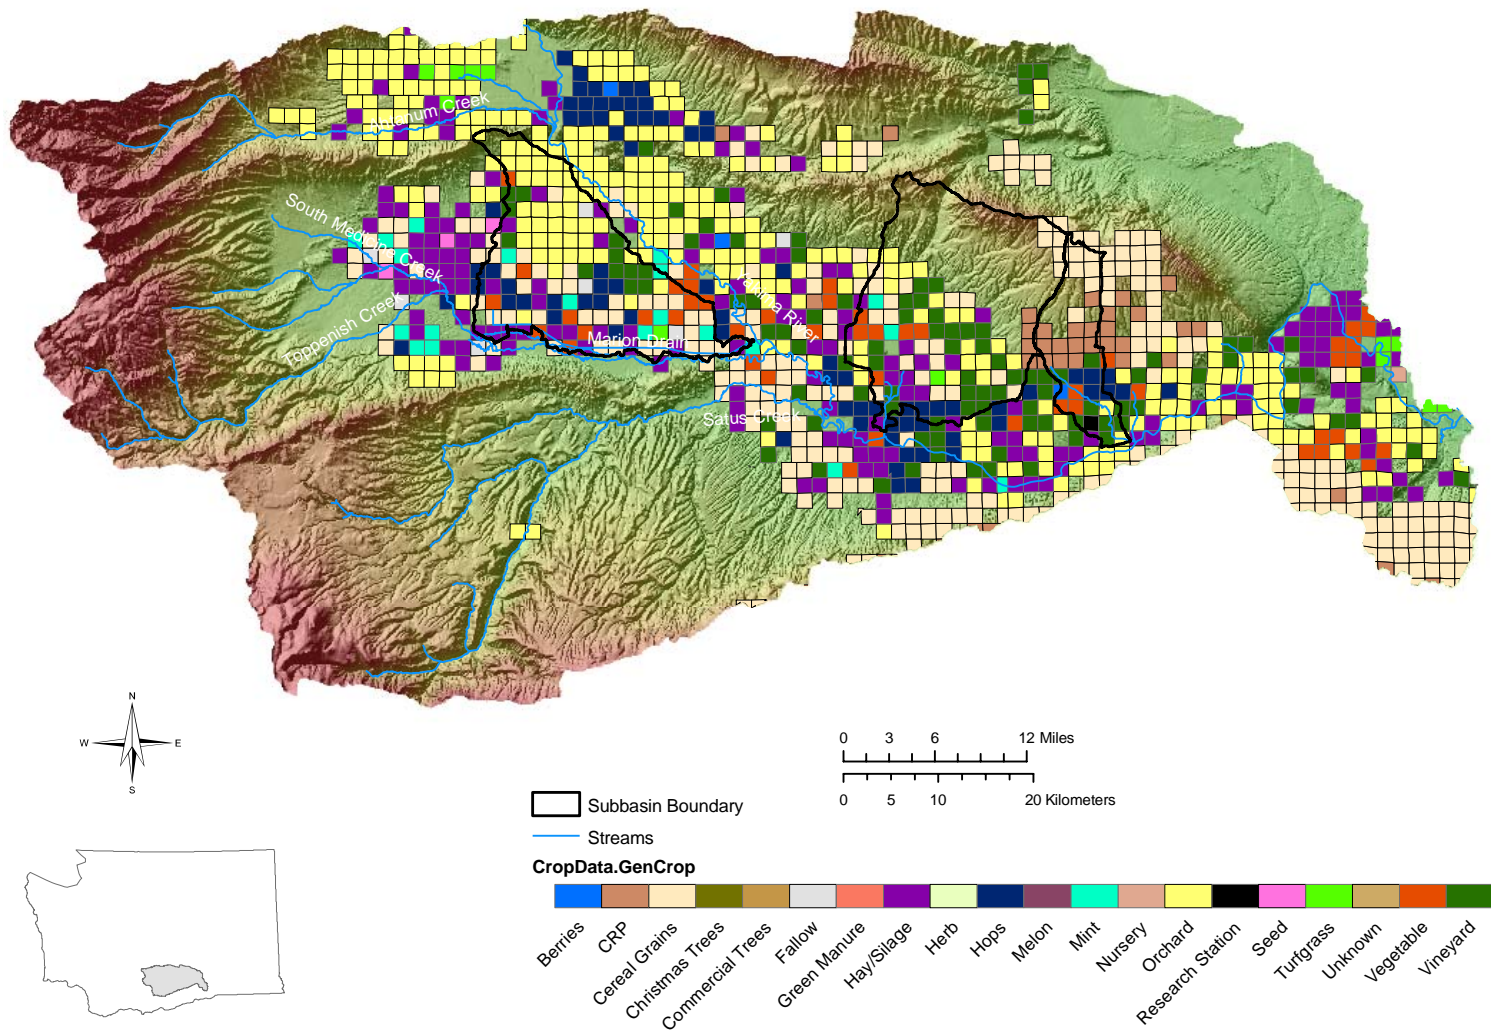 Ahtanum Creek
South Medicine Creek
Toppenish Creek
Marion Drain
Yakima River
Satus Creek
N
W E
S
0 3 6 12 Miles
0 5 10 20 Kilometers
Subbasin Boundary
Streams
CropData.GenCrop
Berries
CRP
Cereal Grains
Christmas Trees
Commercial Trees
Fallow
Green Manure
Hay/Silage
Herb
Hops
Melon
Mint
Nursery
Orchard
Research Station
Seed
Turfgrass
Unknown
Vegetable
Vineyard